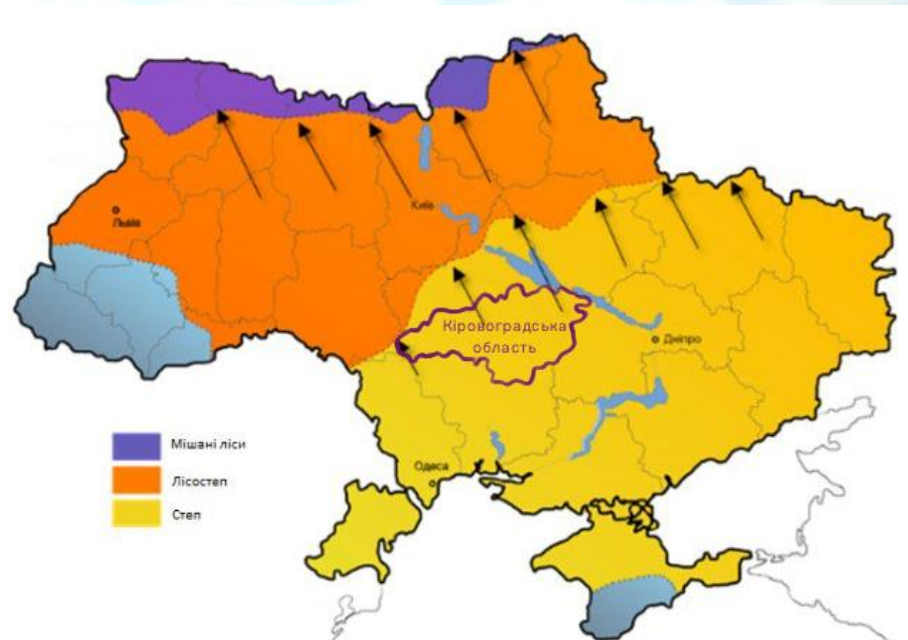 Львів
Київ
Кіровоградська
область
Дніпро
Одеса
Мішані ліси
Лісостеп
Степ